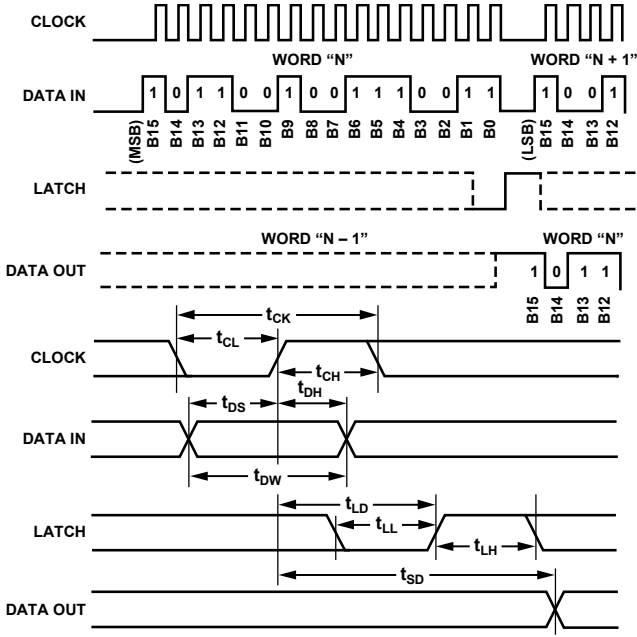 CLOCK
WORD “N” WORD “N + 1”
DATA IN 1 0 1 1 0 0 1 0 0 1 1 1 0 0 1 1 1 0 0 1
(MSB) B15 B14 B13 B12 B11 B10 B9 B8 B7 B6 B5 B4 B3 B2 B1 B0 (LSB) B15 B14 B13 B12
LATCH
WORD “N – 1” WORD “N”
DATA OUT 1 0 1 1
B15 B14 B13 B12
tCK
tCL
CLOCK
tCH
tDH
tDS
DATA IN
tDW
tLD
tLL
LATCH
tLH
tSD
DATA OUT